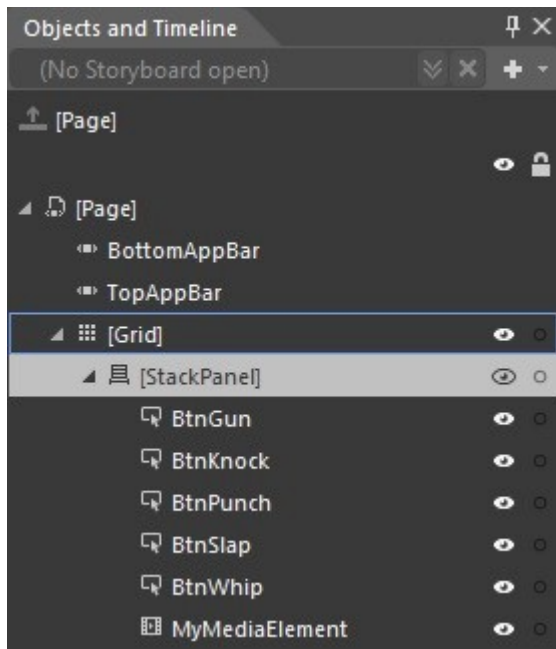 Objects and Timeline
(No Storyboard open)
[Page]
[Page]
BottomAppBar
TopAppBar
[Grid]
[StackPanel]
BtnGun
BtnKnock
BtnPunch
BtnSlap
BtnWhip
MyMediaElement